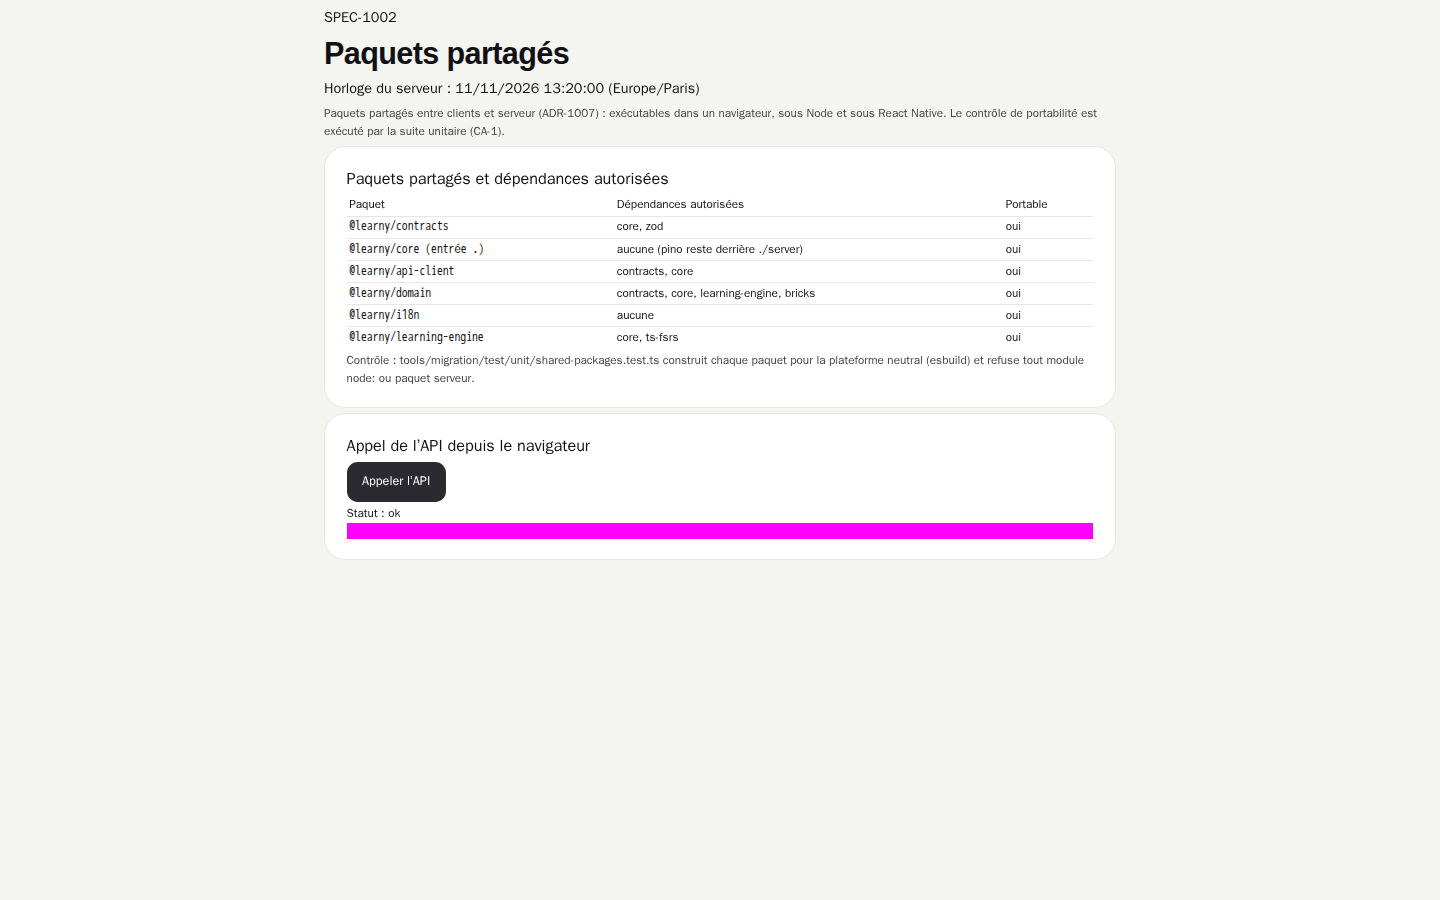 SPEC-1002
Paquets partagés
Horloge du serveur : 11/11/2026 13:20:00 (Europe/Paris)
Paquets partagés entre clients et serveur (ADR-1007) : exécutables dans un navigateur, sous Node et sous React Native. Le contrôle de portabilité est
exécuté par la suite unitaire (CA-1).
Paquets partagés et dépendances autorisées
Paquet Dépendances autorisées Portable
@learny/contracts core, zod oui
@learny/core (entrée .) aucune (pino reste derrière ./server) oui
@learny/api-client contracts, core oui
@learny/domain contracts, core, learning-engine, bricks oui
@learny/i18n aucune oui
@learny/learning-engine core, ts-fsrs oui
Contrôle : tools/migration/test/unit/shared-packages.test.ts construit chaque paquet pour la plateforme neutral (esbuild) et refuse tout module
node: ou paquet serveur.
Appel de l'API depuis le navigateur
Appeler l'API
Statut : ok